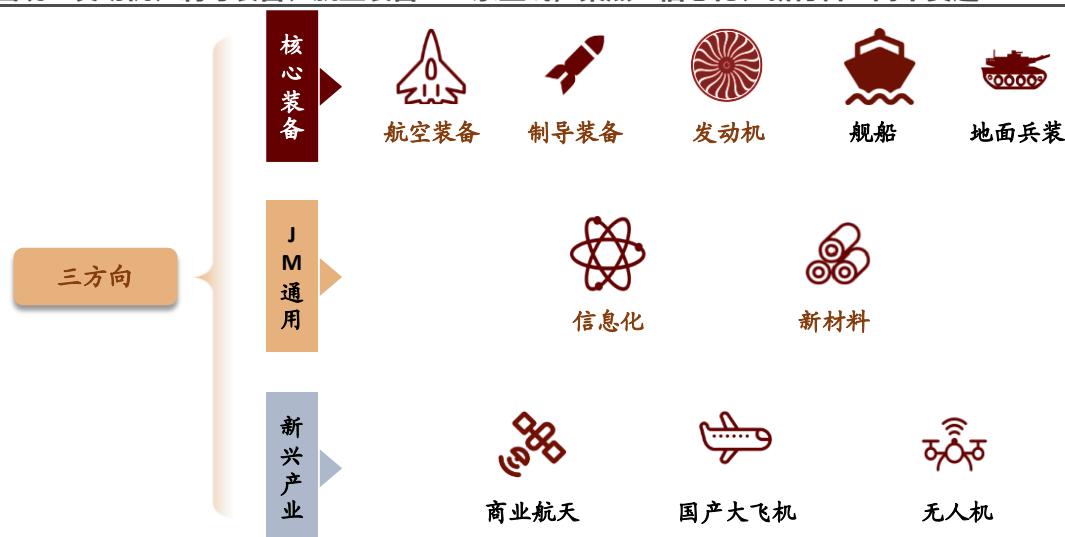 核心装备
航空装备
制导装备
发动机
舰船
地面兵装
三方向
JM通用
信息化
新材料
新兴产业
商业航天
国产大飞机
无人机